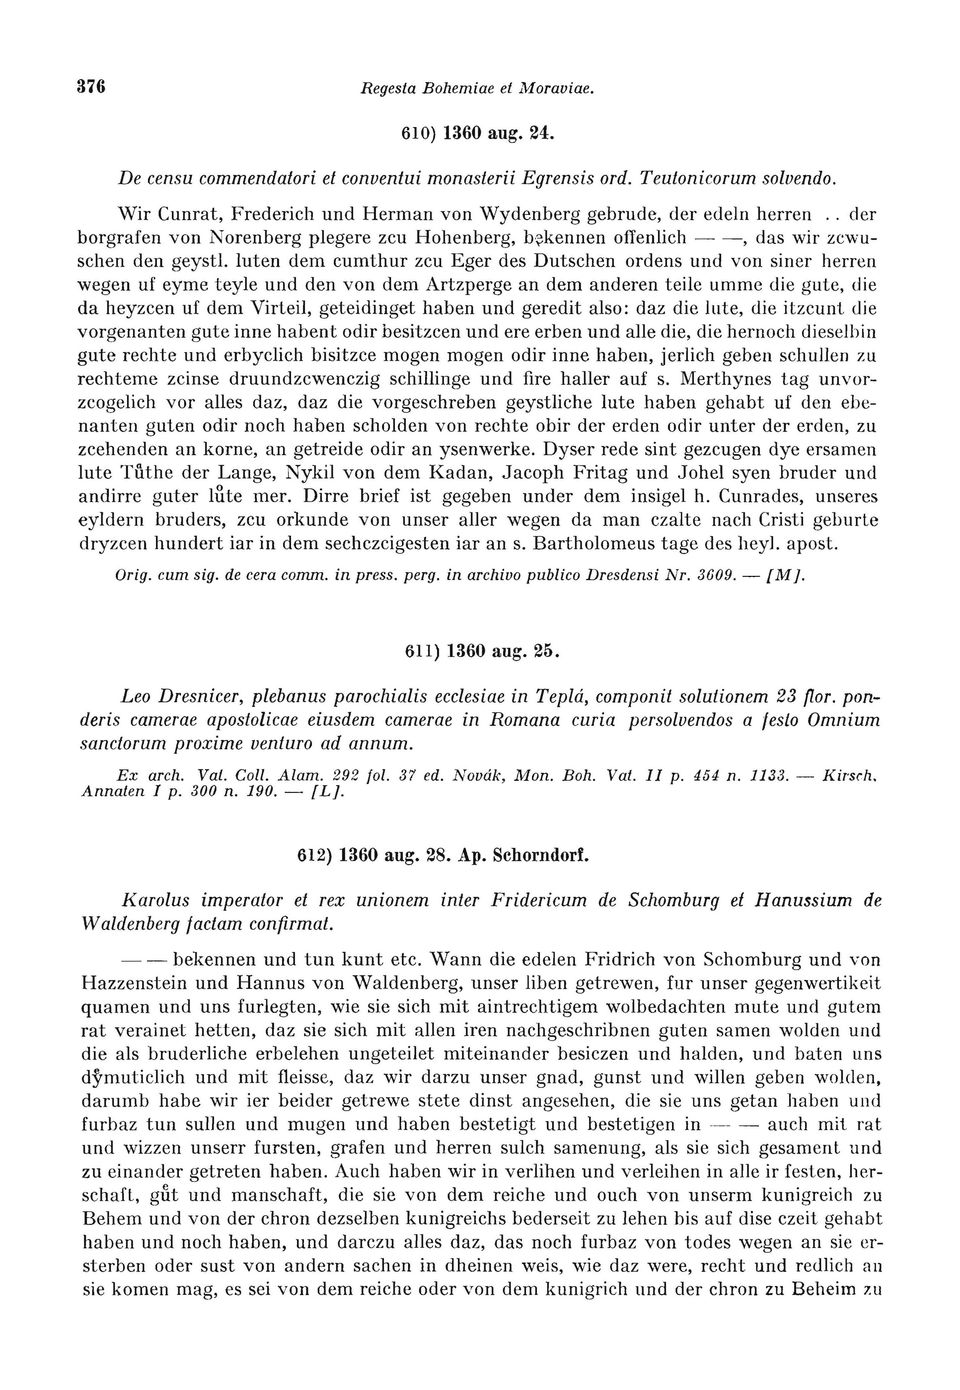 376 Regesta Bohemiae et Moraviae.
610) 1360 aug. 24.
De censu commendatori et conventui monasterii Egrensis ord. Teutonicorum solvendo.
Wir Cunrat, Frederich und Herman von Wydenberg gebrude, der edeln herren . . der
borgrafen von Norenberg plegere zcu Hohenberg, bękennen offenlich — —, das wir zcwu-
schen den geystl. luten dem cumthur zcu Eger des Dutschen ordens und von siner herren
wegen uf eyme teyle und den von dem Artzperge an dem anderen teile umme die gute, die
da heyzcen uf dem Virteil, geteidinget haben und geredit also: daz die lute, die itzcunt die
vorgenanten gute inne habent odir besitzcen und ere erben und alle die, die hernoch dieselbin
gute rechte und erbyclich bisitzce mogen mogen odir inne haben, jerlich geben schullen zu
rechteme zcinse druundzcwenczig schillinge und fire haller auf s. Merthynes tag unvor-
zcogelich vor alles daz, daz die vorgeschreben geystliche lute haben gehabt uf den ebe-
nanten guten odir noch haben scholden von rechte obir der erden odir unter der erden, zu
zcehenden an korne, an getreide odir an ysenwerke. Dyser rede sint gezcugen dye ersamen
lute Tůthe der Lange, Nykil von dem Kadan, Jacoph Fritag und Johel syen bruder und
andirre guter lůte mer. Dirre brief ist gegeben under dem insigel h. Cunrades, unseres
eyldern bruders, zcu orkunde von unser aller wegen da man czalte nach Cristi geburte
dryzcen hundert iar in dem sechczcigesten iar an s. Bartholomeus tage des heyl. apost.
Orig. cum sig. de cera comm. in press. perg. in archivo publico Dresdensi Nr. 3609. — [M].
611) 1360 aug. 25.
Leo Dresnicer, plebanus parochialis ecclesiae in Teplá, componit solutionem 23 flor. pon-
deris camerae apostolicae eiusdem camerae in Romana curia persolvendos a festo Omnium
sanctorum proxime venturo ad annum.
Ex arch. Vat. Coll. Alam. 292 fol. 37 ed. Novák, Mon. Boh. Vat. II p. 454 n. 1133. — Kirsch,
Annaten I p. 300 n. 190. — [L].
612) 1360 aug. 28. Ap. Schorndorf.
Karolus imperator et rex unionem inter Fridericum de Schomburg et Hanussium de
Waldenberg factam confirmat.
— — bekennen und tun kunt etc. Wann die edelen Fridrich von Schomburg und von
Hazzenstein und Hannus von Waldenberg, unser liben getrewen, fur unser gegenwertikeit
quamen und uns furlegten, wie sie sich mit aintrechtigem wolbedachten mute und gutem
rat verainet hetten, daz sie sich mit allen iren nachgeschribnen guten samen wolden und
die als bruderliche erbelehen ungeteilet miteinander besiczen und halden, und baten uns
dy̆muticlich und mit fleisse, daz wir darzu unser gnad, gunst und willen geben wolden,
darumb habe wir ier beider getrewe stete dinst angesehen, die sie uns getan haben und
furbaz tun sullen und mugen und haben bestetigt und bestetigen in — — auch mit rat
und wizzen unserr fursten, grafen und herren sulch samenung, als sie sich gesament und
zu einander getreten haben. Auch haben wir in verlihen und verleihen in alle ir festen, her-
schaft, guͤt und manschaft, die sie von dem reiche und ouch von unserm kunigreich zu
Behem und von der chron dezselben kunigreichs bederseit zu lehen bis auf dise czeit gehabt
haben und noch haben, und darczu alles daz, das noch furbaz von todes wegen an sie er-
sterben oder sust von andern sachen in dheinen weis, wie daz were, recht und redlich an
sie komen mag, es sei von dem reiche oder von dem kunigrich und der chron zu Beheim zu